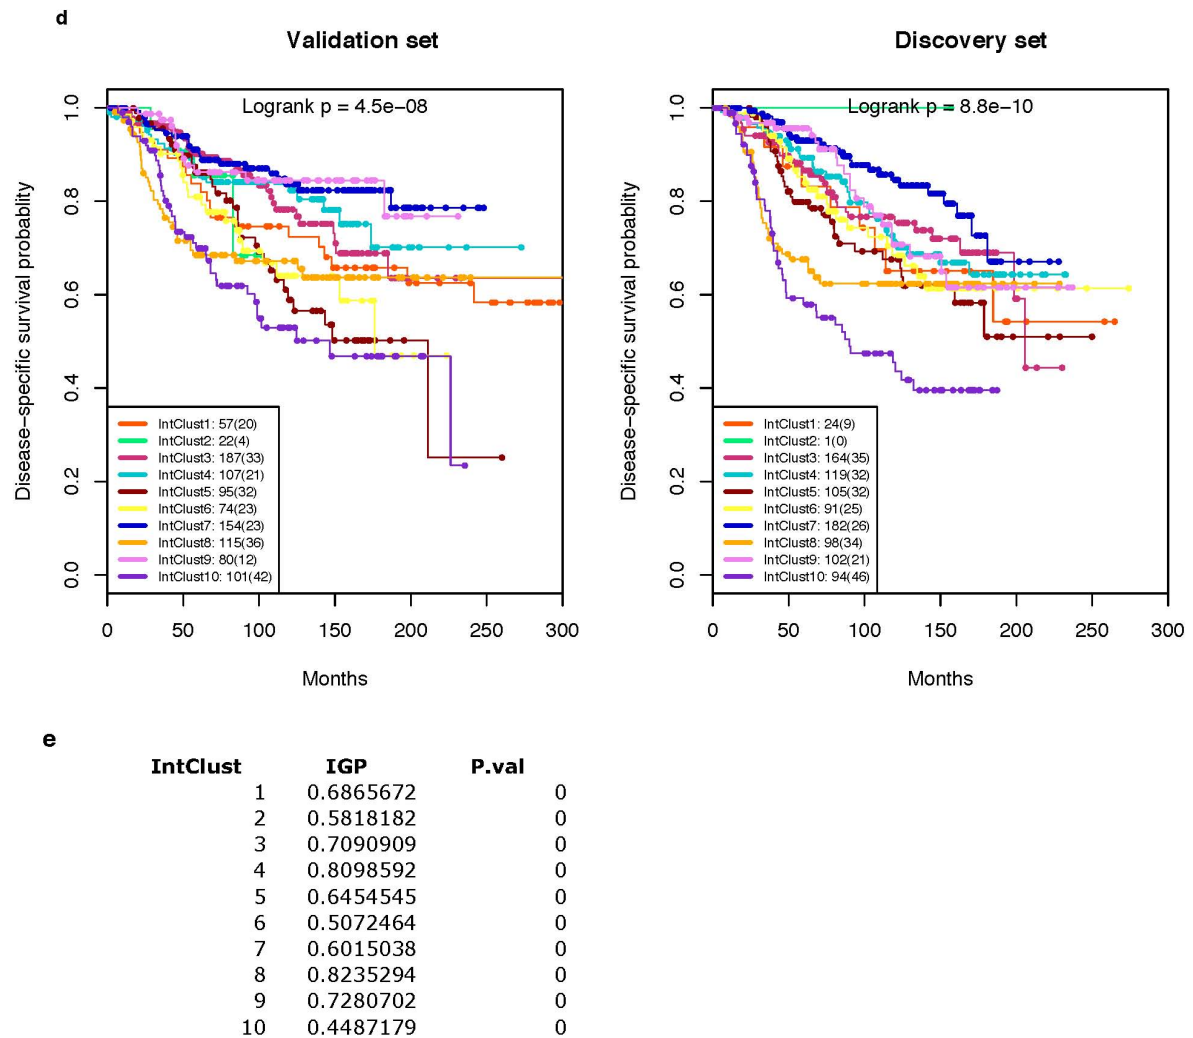 d
Validation set
Disease−specific survival probablity
1.0
0.8
0.6
0.4
0.2
0.0
Logrank p = 4.5e−08
IntClust1: 57(20)
IntClust2: 22(4)
IntClust3: 187(33)
IntClust4: 107(21)
IntClust5: 95(32)
IntClust6: 74(23)
IntClust7: 154(23)
IntClust8: 115(36)
IntClust9: 80(12)
IntClust10: 101(42)
0 50 100 150 200 250 300
Months
Discovery set
Disease−specific survival probablity
1.0
0.8
0.6
0.4
0.2
0.0
Logrank p = 8.8e−10
IntClust1: 24(9)
IntClust2: 1(0)
IntClust3: 164(35)
IntClust4: 119(32)
IntClust5: 105(32)
IntClust6: 91(25)
IntClust7: 182(26)
IntClust8: 98(34)
IntClust9: 102(21)
IntClust10: 94(46)
0 50 100 150 200 250 300
Months
e
IntClust IGP P.val
1 0.6865672 0
2 0.5818182 0
3 0.7090909 0
4 0.8098592 0
5 0.6454545 0
6 0.5072464 0
7 0.6015038 0
8 0.8235294 0
9 0.7280702 0
10 0.4487179 0